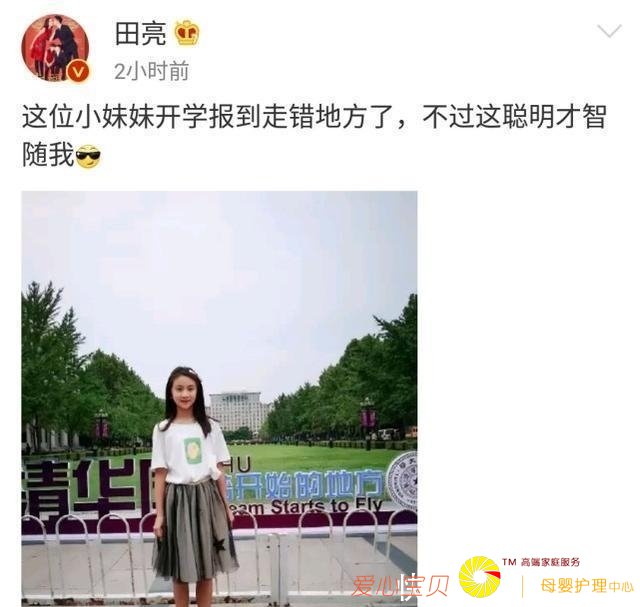 田亮
2小时前
这位小妹妹开学报到走错地方了，不过这聪明才智
随我
清华
HU
开始的地方
eam Starts to Fly
爱心宝贝
TM 高端家庭服务
母婴护理中心